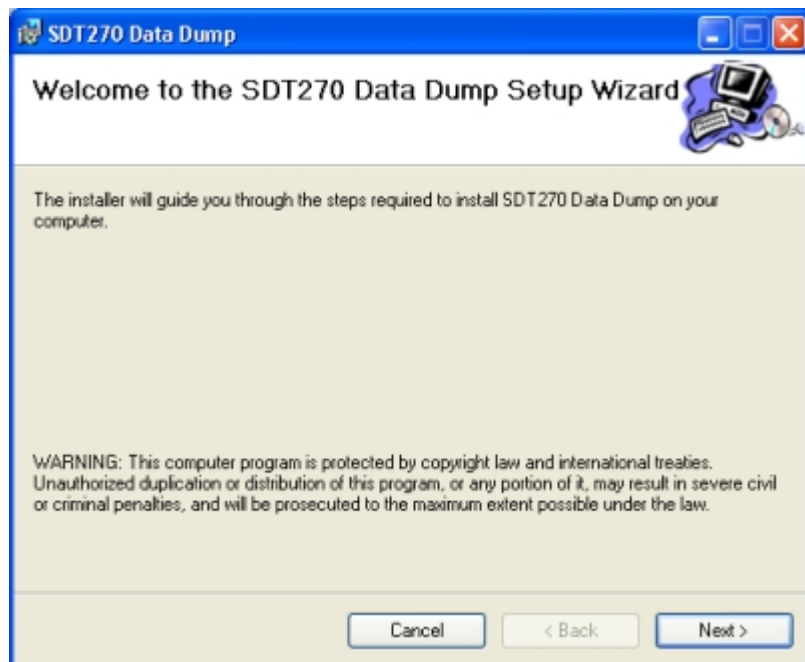 SDT270 Data Dump
Welcome to the SDT270 Data Dump Setup Wizard
The installer will guide you through the steps required to install SDT270 Data Dump on your
computer.
WARNING: This computer program is protected by copyright law and international treaties.
Unauthorized duplication or distribution of this program, or any portion of it, may result in severe civil
or criminal penalties, and will be prosecuted to the maximum extent possible under the law.
Cancel < Back Next >